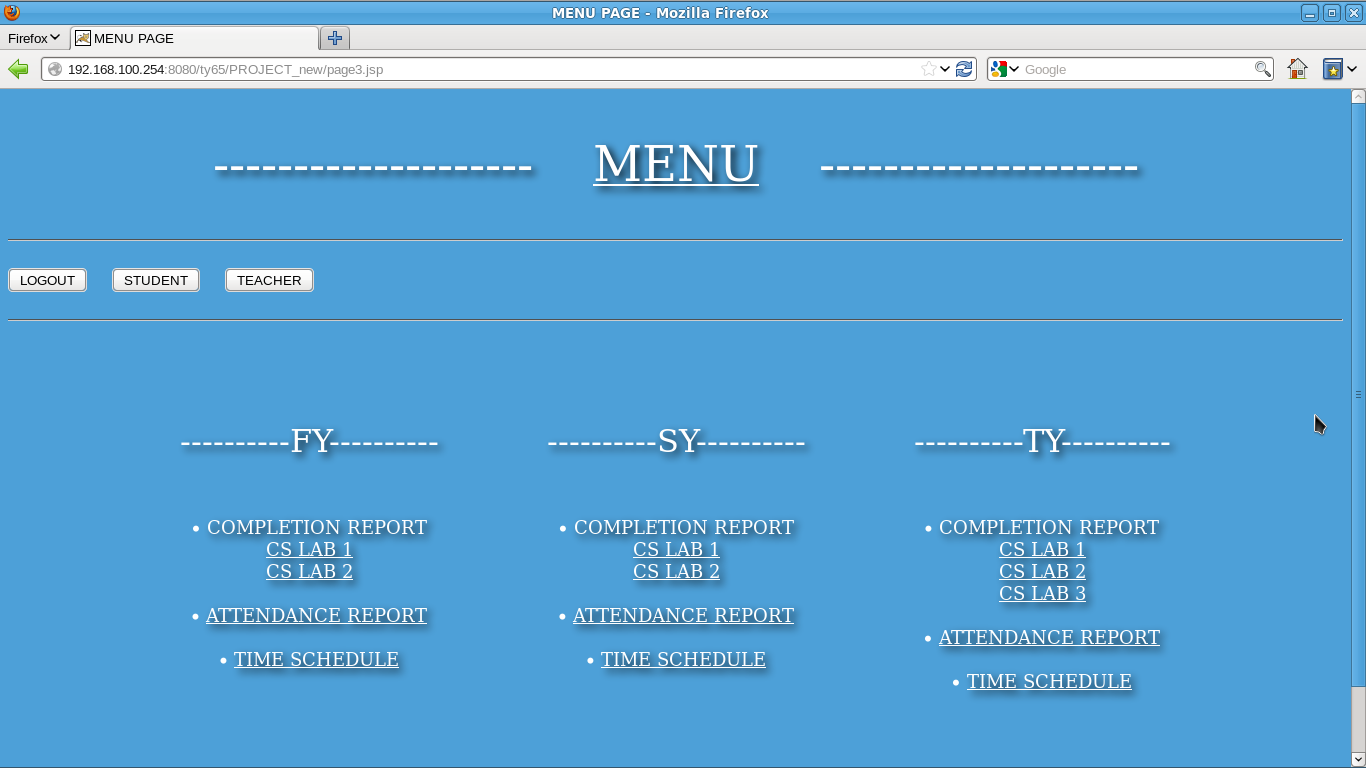 MENU PAGE - Mozilla Firefox
Firefox
MENU PAGE
192.168.100.254:8080/ty65/PROJECT_new/page3.jsp
Google
-------------------- MENU --------------------
LOGOUT STUDENT TEACHER
----------FY----------
• COMPLETION REPORT
CS LAB 1
CS LAB 2
• ATTENDANCE REPORT
• TIME SCHEDULE
----------SY----------
• COMPLETION REPORT
CS LAB 1
CS LAB 2
• ATTENDANCE REPORT
• TIME SCHEDULE
----------TY----------
• COMPLETION REPORT
CS LAB 1
CS LAB 2
CS LAB 3
• ATTENDANCE REPORT
• TIME SCHEDULE